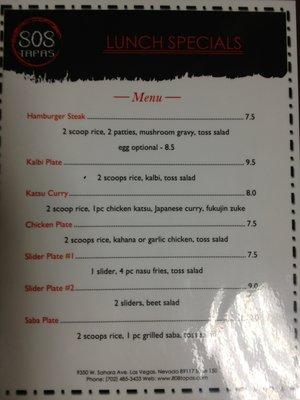 808
TAPAS
LUNCH SPECIALS
Menu
Hamburger Steak 7.5
2 scoop rice, 2 patties, mushroom gravy, toss salad
egg optional - 8.5
Kalbi Plate 9.5
2 scoops rice, kalbi, toss salad
Katsu Curry 8.0
2 scoop rice, 1pc chicken katsu, Japanese curry, fukujin zuke
Chicken Plate 7.5
2 scoops rice, kahana or garlic chicken, toss salad
Slider Plate #1 7.5
1 slider, 4 pc nasu fries, toss salad
Slider Plate #2 9.0
2 sliders, beet salad
Saba Plate
2 scoops rice, 1 pc grilled saba, toss salad
9350 W. Sahara Ave. Las Vegas, Nevada 89117 Suite 150
Phone: (702) 485-3433 Web: www.808tapas.com